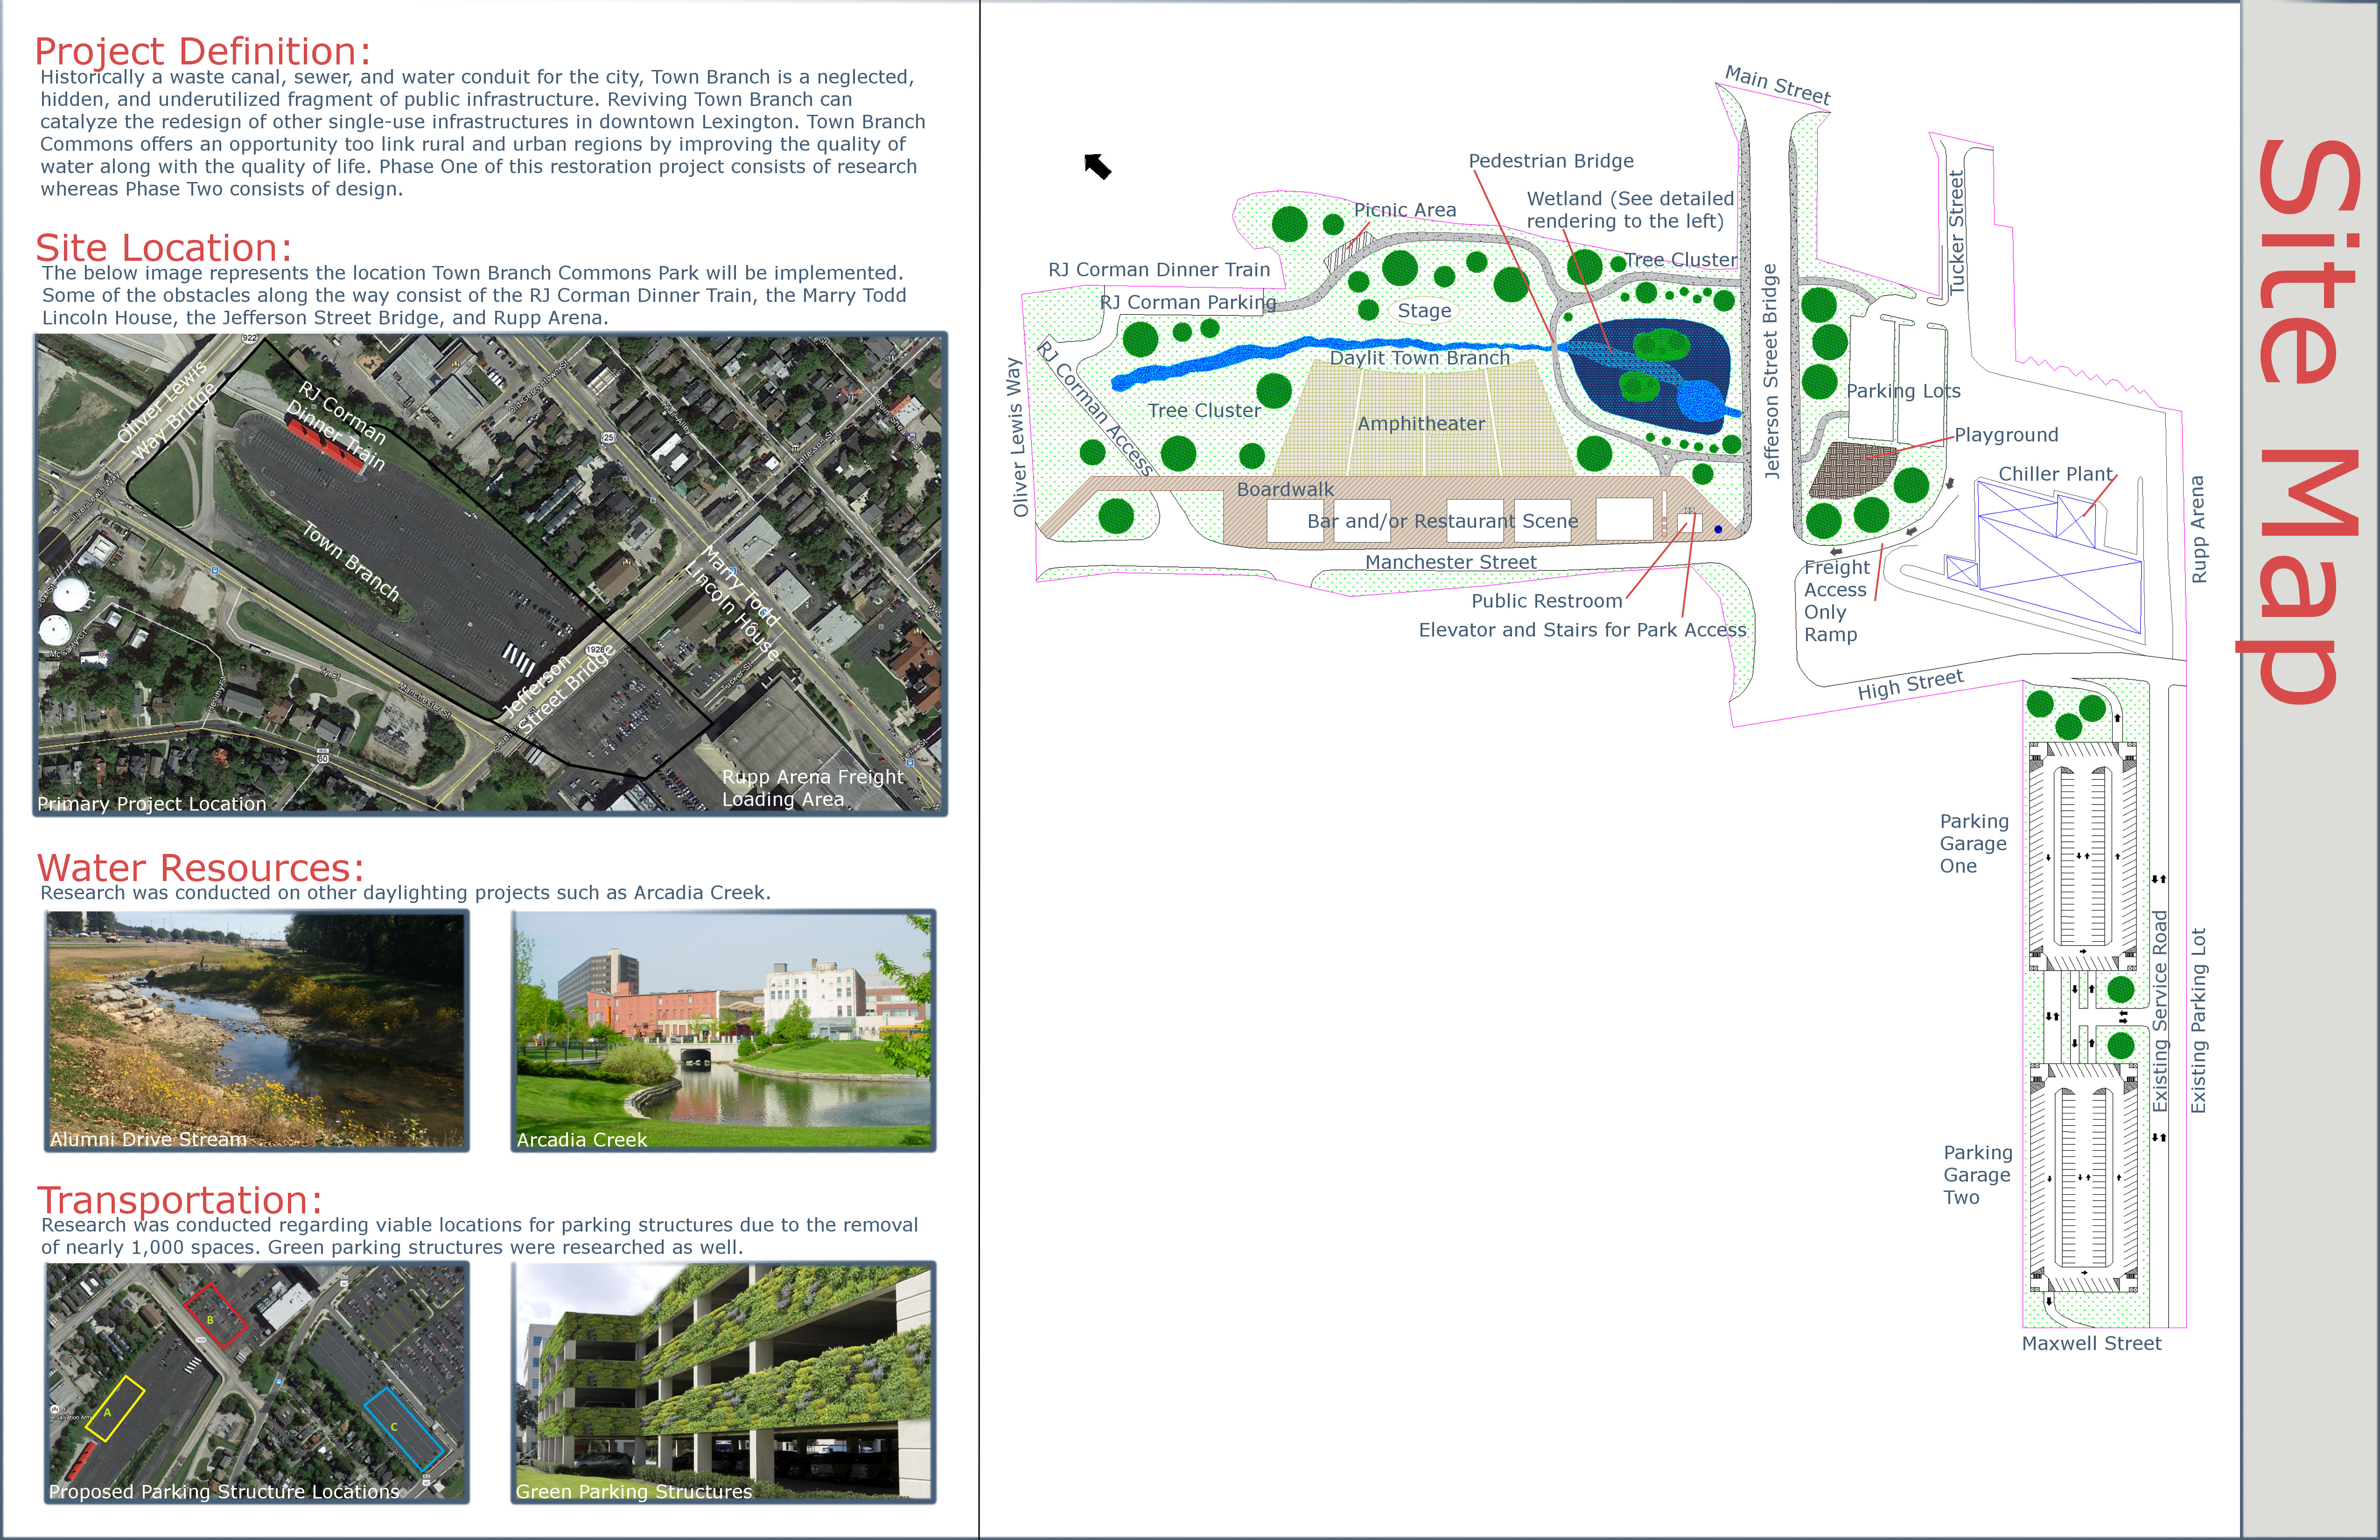 Project Definition:
Historically a waste canal, sewer, and water conduit for the city, Town Branch is a neglected,
hidden, and underutilized fragment of public infrastructure. Reviving Town Branch can
catalyze the redesign of other single-use infrastructures in downtown Lexington. Town Branch
Commons offers an opportunity too link rural and urban regions by improving the quality of
water along with the quality of life. Phase One of this restoration project consists of research
whereas Phase Two consists of design.
Site Location:
The below image represents the location Town Branch Commons Park will be implemented.
Some of the obstacles along the way consist of the RJ Corman Dinner Train, the Marry Todd
Lincoln House, the Jefferson Street Bridge, and Rupp Arena.
922
Oliver Lewis
Way Bridge
RJ Corman
Dinner Train
Old Georgetown St
25
Oliver Lewis Way
Town Branch
Marry Todd
Lincoln House
1928
Jefferson
Street Bridge
Tucker St
Manchester St
60
Rupp Arena Freight
Loading Area
Primary Project Location
Water Resources:
Research was conducted on other daylighting projects such as Arcadia Creek.
Alumni Drive Stream
Arcadia Creek
Transportation:
Research was conducted regarding viable locations for parking structures due to the removal
of nearly 1,000 spaces. Green parking structures were researched as well.
B
A
C
Proposed Parking Structure Locations
Green Parking Structures
Main Street
Pedestrian Bridge
Wetland (See detailed
rendering to the left)
Picnic Area
Tree Cluster
Tucker Street
RJ Corman Dinner Train
RJ Corman Parking
Stage
Jefferson Street Bridge
Daylit Town Branch
RJ Corman Access
Oliver Lewis Way
Tree Cluster
Amphitheater
Parking Lots
Playground
Chiller Plant
Boardwalk
Bar and/or Restaurant Scene
Rupp Arena
Manchester Street
Freight
Access
Only
Ramp
Public Restroom
Elevator and Stairs for Park Access
High Street
Parking
Garage
One
Existing Service Road
Existing Parking Lot
Parking
Garage
Two
Maxwell Street
Site Map